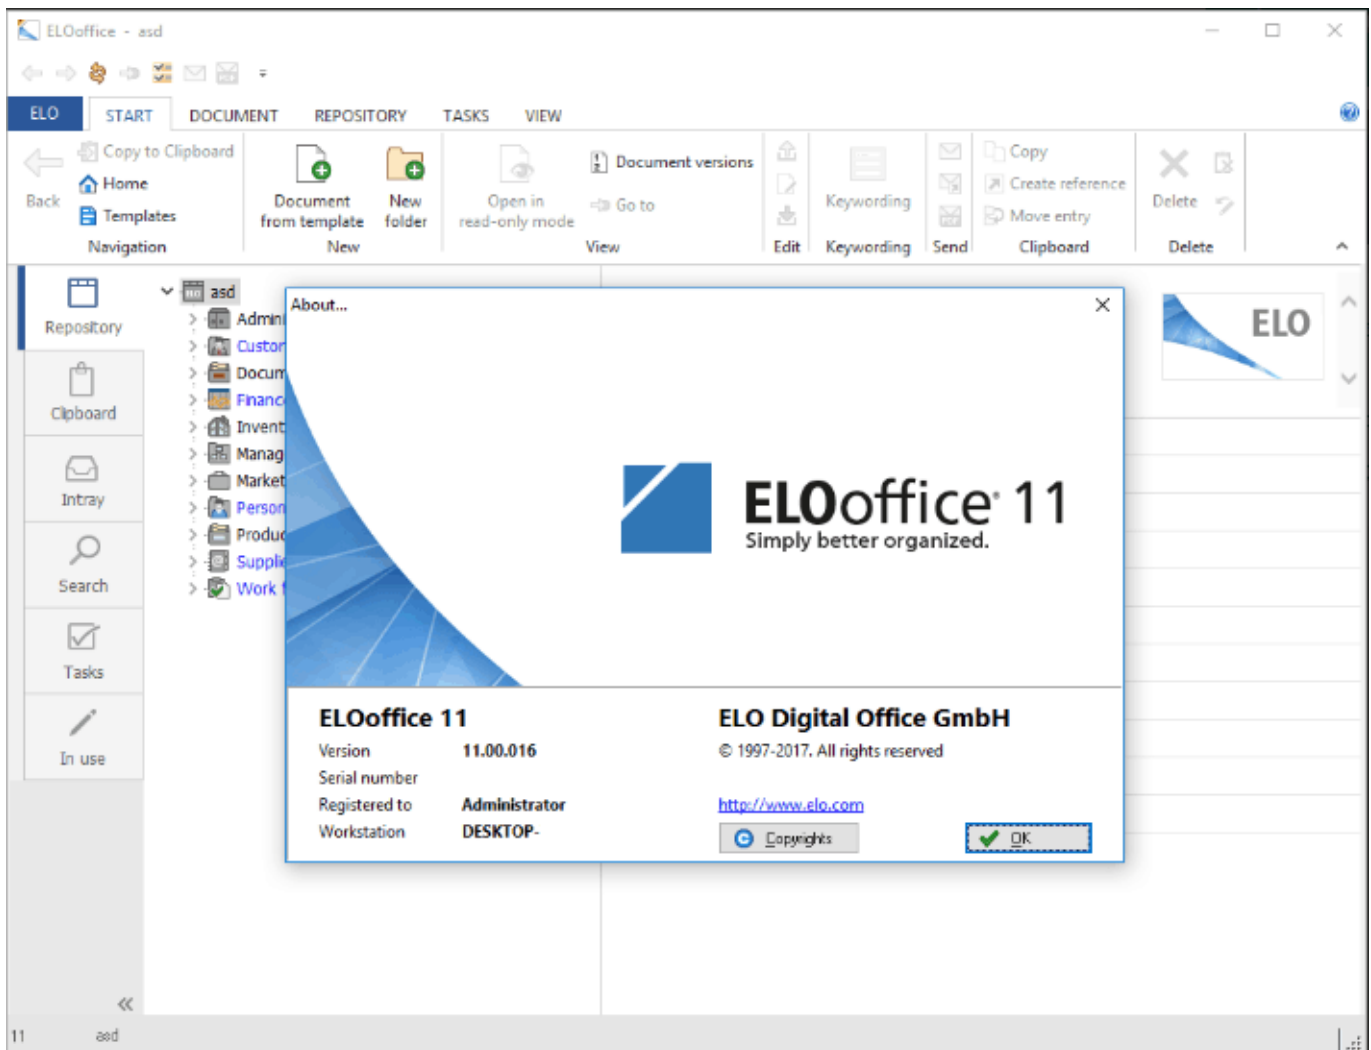 ELOoffice - asd
ELO START DOCUMENT REPOSITORY TASKS VIEW
Back
Copy to Clipboard
Home
Templates
Navigation
Document
from template
New
folder
New
Open in
read-only mode
Document versions
Go to
View
Edit
Keywording
Keywording
Send
Copy
Create reference
Move entry
Clipboard
Delete
Delete
Repository
Clipboard
Intray
Search
Tasks
In use
asd
Admini
Custor
Docum
Financ
Invent
Manag
Market
Person
Produc
Supplie
Work f
ELO
About...
ELOoffice 11
Simply better organized.
ELOoffice 11
Version 11.00.016
Serial number
Registered to Administrator
Workstation DESKTOP-
ELO Digital Office GmbH
© 1997-2017. All rights reserved
http://www.elo.com
Copyrights
OK
11 asd